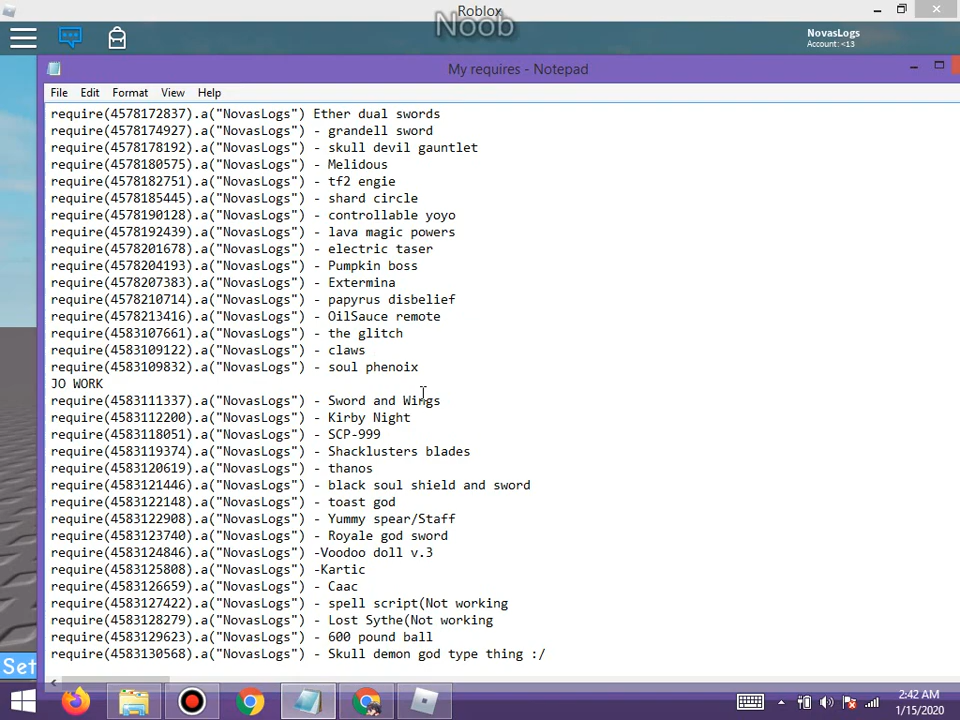 Roblox
Noob
NovasLogs
Account: <13
My requires - Notepad
File Edit Format View Help
require(4578172837).a("NovasLogs") Ether dual swords
require(4578174927).a("NovasLogs") - grandell sword
require(4578178192).a("NovasLogs") - skull devil gauntlet
require(4578180575).a("NovasLogs") - Melidous
require(4578182751).a("NovasLogs") - tf2 engie
require(4578185445).a("NovasLogs") - shard circle
require(4578190128).a("NovasLogs") - controllable yoyo
require(4578192439).a("NovasLogs") - lava magic powers
require(4578201678).a("NovasLogs") - electric taser
require(4578204193).a("NovasLogs") - Pumpkin boss
require(4578207383).a("NovasLogs") - Extermina
require(4578210714).a("NovasLogs") - papyrus disbelief
require(4578213416).a("NovasLogs") - OilSauce remote
require(4583107661).a("NovasLogs") - the glitch
require(4583109122).a("NovasLogs") - claws
require(4583109832).a("NovasLogs") - soul phenoix
JO WORK
require(4583111337).a("NovasLogs") - Sword and Wings
require(4583112200).a("NovasLogs") - Kirby Night
require(4583118051).a("NovasLogs") - SCP-999
require(4583119374).a("NovasLogs") - Shacklusters blades
require(4583120619).a("NovasLogs") - thanos
require(4583121446).a("NovasLogs") - black soul shield and sword
require(4583122148).a("NovasLogs") - toast god
require(4583122908).a("NovasLogs") - Yummy spear/Staff
require(4583123740).a("NovasLogs") - Royale god sword
require(4583124846).a("NovasLogs") -Voodoo doll v.3
require(4583125808).a("NovasLogs") -Kartic
require(4583126659).a("NovasLogs") - Caac
require(4583127422).a("NovasLogs") - spell script(Not working
require(4583128279).a("NovasLogs") - Lost Sythe(Not working
require(4583129623).a("NovasLogs") - 600 pound ball
require(4583130568).a("NovasLogs") - Skull demon god type thing :/
Set
2:42 AM
1/15/2020